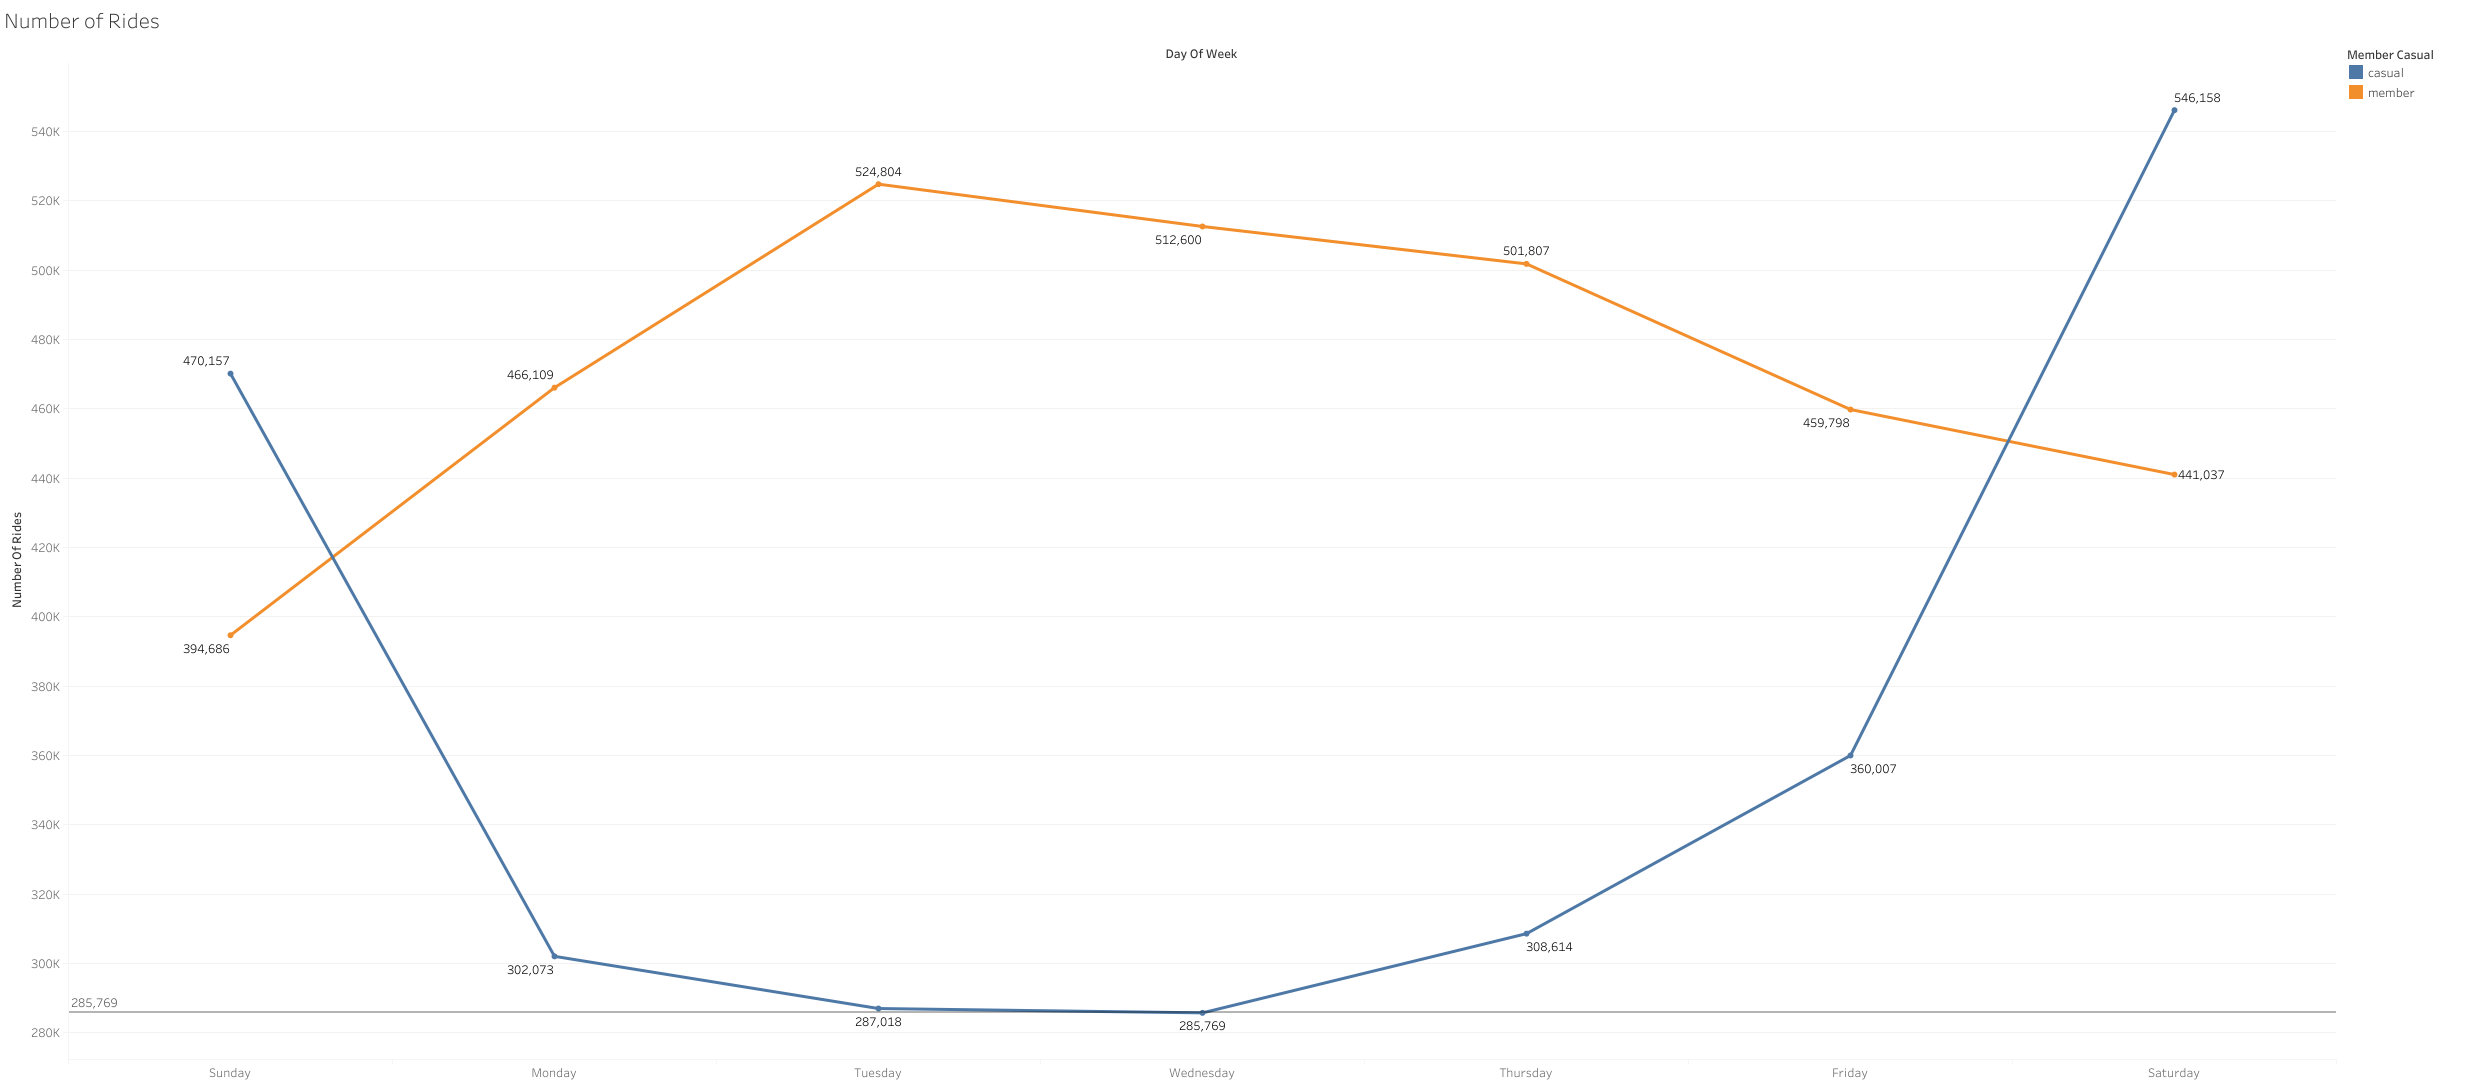 Number of Rides
Day Of Week
Member Casual
casual
member
Number Of Rides
540K
520K
500K
480K
460K
440K
420K
400K
380K
360K
340K
320K
300K
280K
546,158
524,804
512,600
501,807
470,157
466,109
459,798
441,037
394,686
360,007
308,614
302,073
285,769
287,018
285,769
Sunday
Monday
Tuesday
Wednesday
Thursday
Friday
Saturday